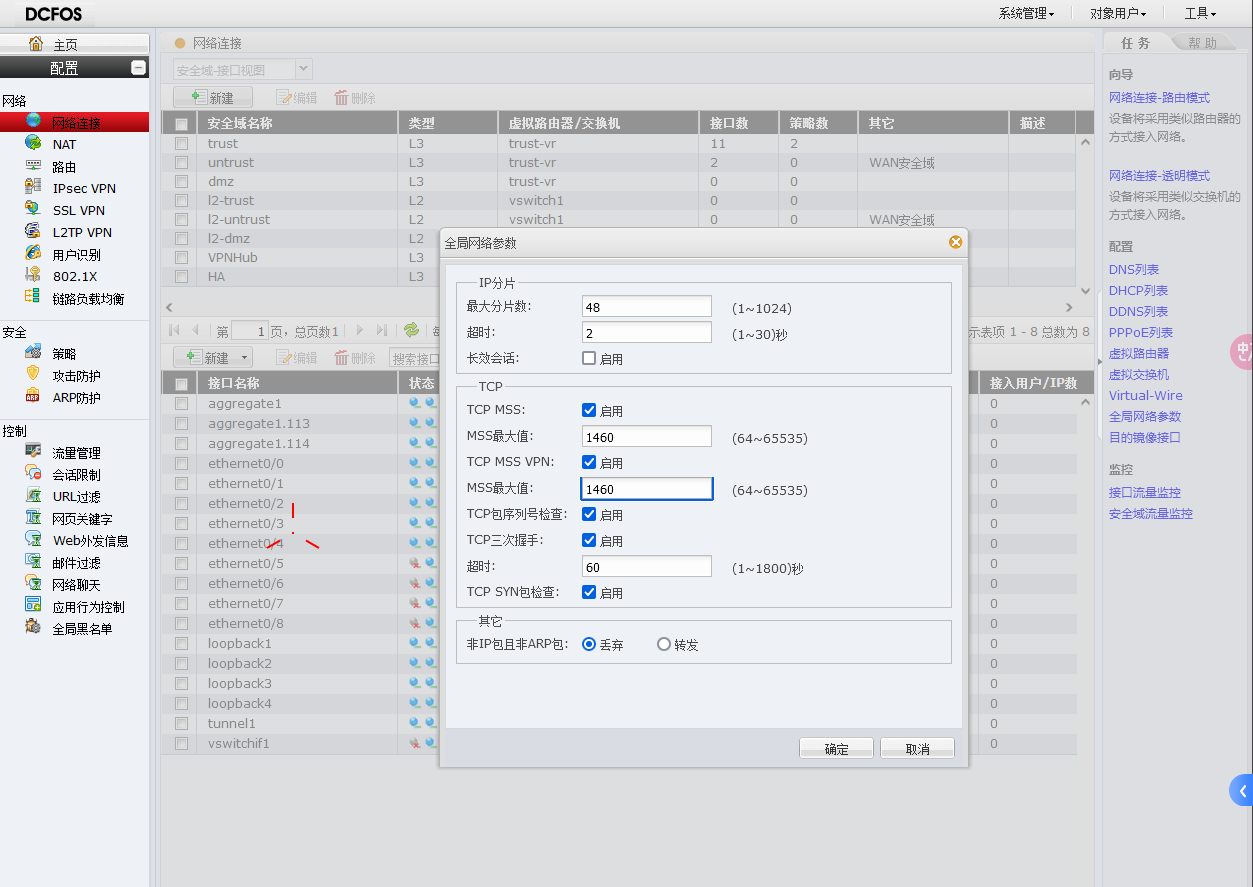 DCFOS
系统管理 对象用户 工具
主页
配置
网络
网络连接
NAT
路由
IPsec VPN
SSL VPN
L2TP VPN
用户识别
802.1X
链路负载均衡
安全
策略
攻击防护
ARP防护
控制
流量管理
会话限制
URL过滤
网页关键字
Web外发信息
邮件过滤
网络聊天
应用行为控制
全局黑名单
网络连接
安全域-接口视图
新建 编辑 删除
安全域名称 类型 虚拟路由器/交换机 接口数 策略数 其它 描述
trust L3 trust-vr 11 2
untrust L3 trust-vr 2 0 WAN安全域
dmz L3 trust-vr 0 0
l2-trust L2 vswitch1 0 0
l2-untrust L2 vswitch1 0 0 WAN安全域
l2-dmz L2
VPNHub L3
HA L3
第 1 页，总页数1
示表项 1 - 8 总数为 8
新建 编辑 删除 搜索接口
接口名称 状态 接入用户/IP数
aggregate1 0
aggregate1.113 0
aggregate1.114 0
ethernet0/0 0
ethernet0/1 0
ethernet0/2 0
ethernet0/3 0
ethernet0/4 0
ethernet0/5 0
ethernet0/6 0
ethernet0/7 0
ethernet0/8 0
loopback1 0
loopback2 0
loopback3 0
loopback4 0
tunnel1 0
vswitchif1 0
全局网络参数
IP分片
最大分片数: 48 (1~1024)
超时: 2 (1~30)秒
长效会话: 启用
TCP
TCP MSS: 启用
MSS最大值: 1460 (64~65535)
TCP MSS VPN: 启用
MSS最大值: 1460 (64~65535)
TCP包序列号检查: 启用
TCP三次握手: 启用
超时: 60 (1~1800)秒
TCP SYN包检查: 启用
其它
非IP包且非ARP包: 丢弃 转发
确定 取消
任务 帮助
向导
网络连接-路由模式
设备将采用类似路由器的
方式接入网络。
网络连接-透明模式
设备将采用类似交换机的
方式接入网络。
配置
DNS列表
DHCP列表
DDNS列表
PPPoE列表
虚拟路由器
虚拟交换机
Virtual-Wire
全局网络参数
目的镜像接口
监控
接口流量监控
安全域流量监控